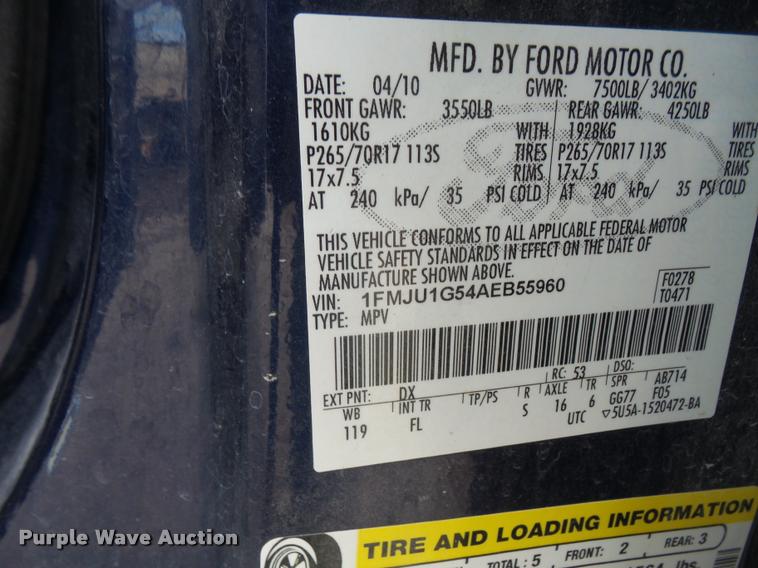 MFD. BY FORD MOTOR CO.
DATE: 04/10 GVWR: 7500LB/ 3402KG
FRONT GAWR: 3550LB REAR GAWR: 4250LB
1610KG WITH 1928KG WITH
P265/70R17 113S TIRES P265/70R17 113S TIRES
17x7.5 RIMS 17x7.5 RIMS
AT 240 kPa/ 35 PSI COLD AT 240 kPa/ 35 PSI COLD
Ford
THIS VEHICLE CONFORMS TO ALL APPLICABLE FEDERAL MOTOR
VEHICLE SAFETY STANDARDS IN EFFECT ON THE DATE OF
MANUFACTURE SHOWN ABOVE.
VIN: 1FMJU1G54AEB55960 F0278
TYPE: MPV T0471
EXT PNT: DX RC: 53 DSO: AB714
WB INT TR TP/PS R AXLE TR SPR F05
119 FL S 16 6 GG77
UTC ▽5U5A-1520472-BA
TIRE AND LOADING INFORMATION
TOTAL: 5 FRONT: 2 REAR: 3
lbs.
Purple Wave Auction